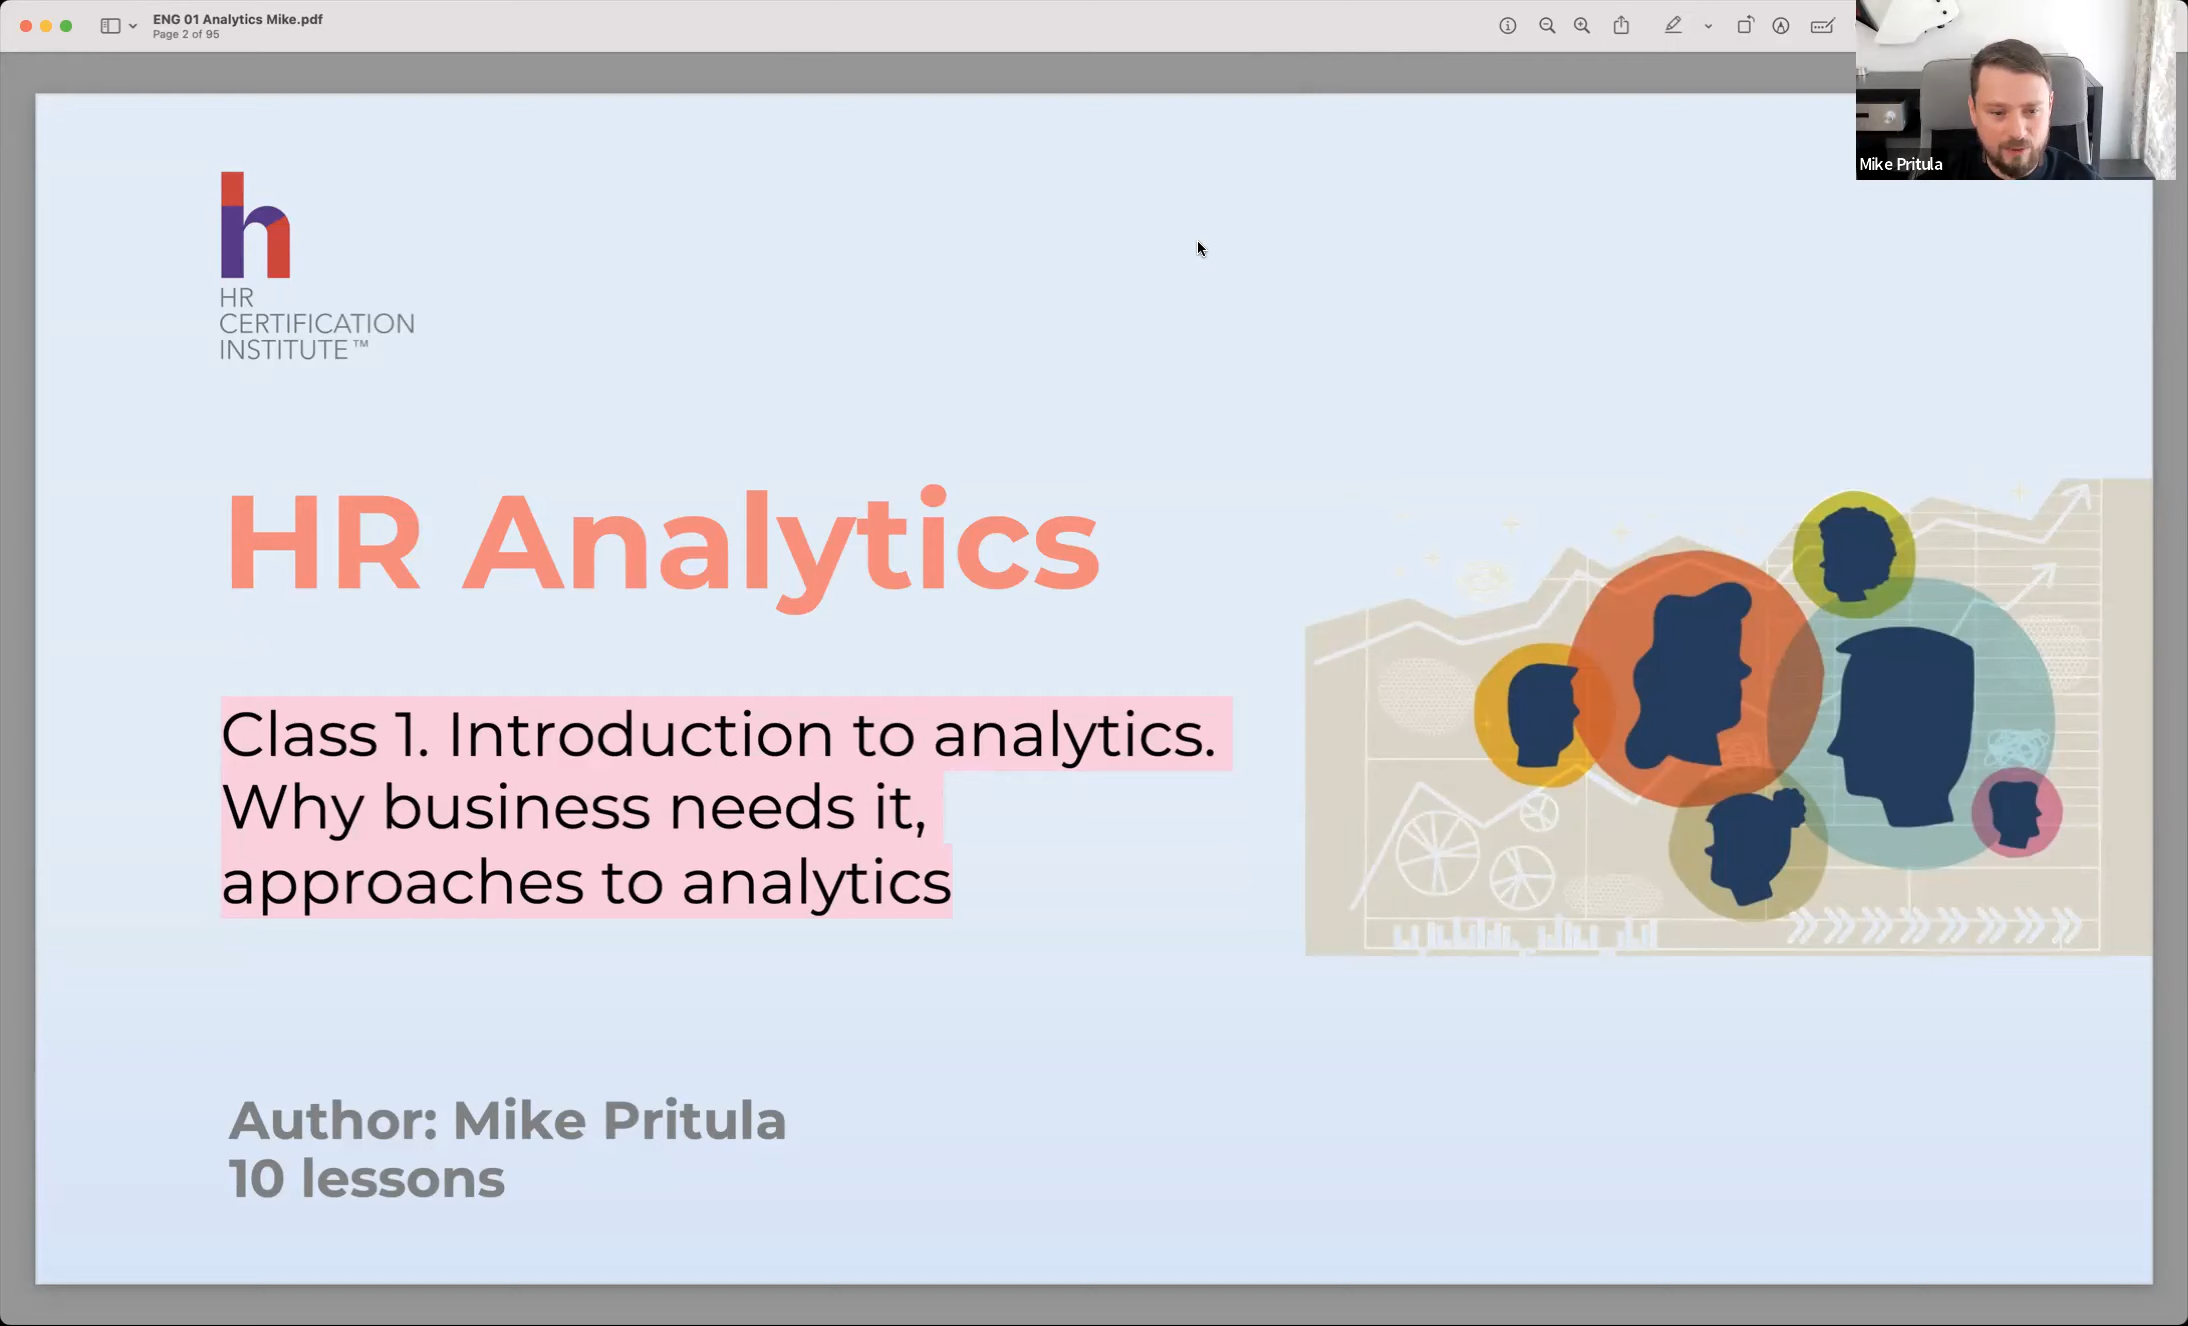 ENG 01 Analytics Mike.pdf
Page 2 of 95
Mike Pritula
HR
CERTIFICATION
INSTITUTE™
HR Analytics
Class 1. Introduction to analytics.
Why business needs it,
approaches to analytics
Author: Mike Pritula
10 lessons